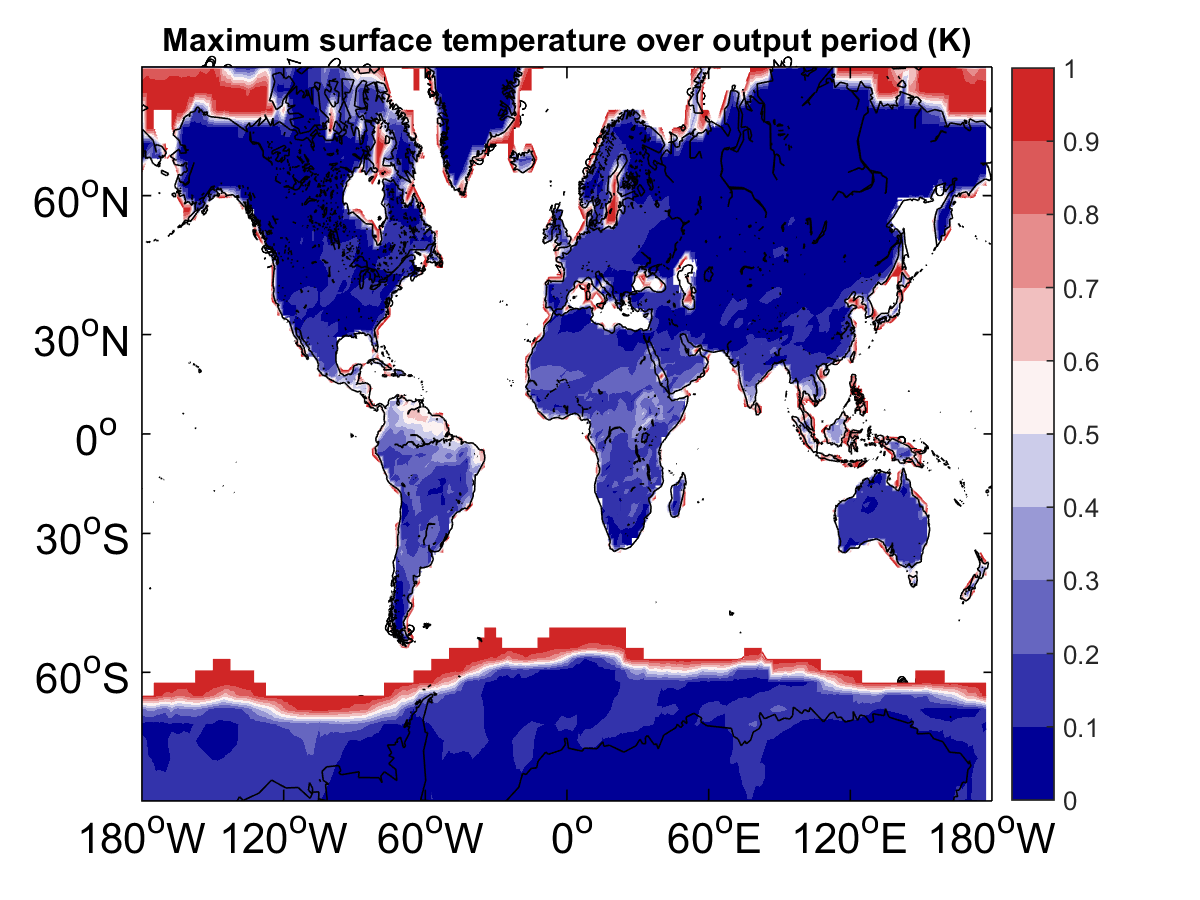 Maximum surface temperature over output period (K)
1
0.9
0.8
0.7
0.6
0.5
0.4
0.3
0.2
0.1
0
60°N
30°N
0°
30°S
60°S
180°W 120°W 60°W 0° 60°E 120°E 180°W